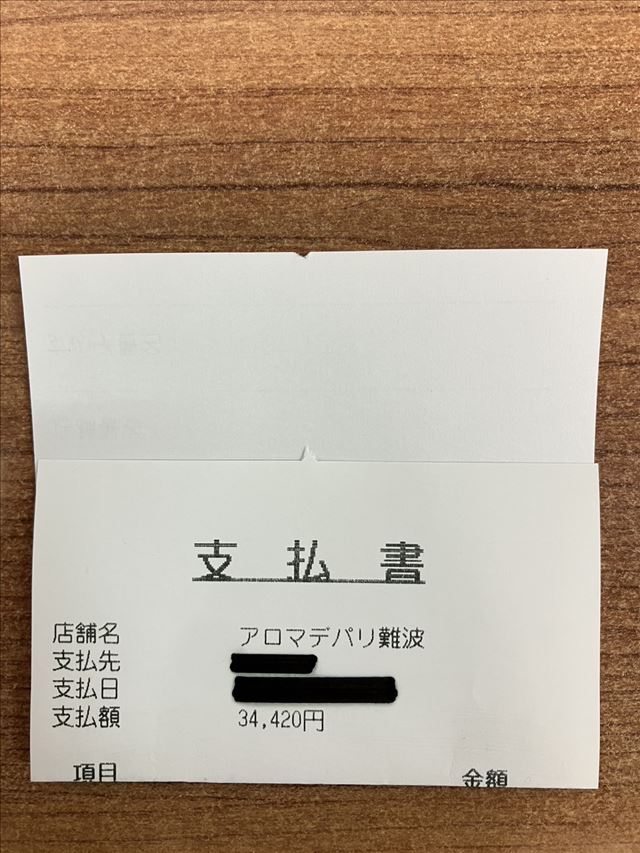 支払書
店舗名 アロマデパリ難波
支払先
支払日
支払額 34,420円
項目 金額